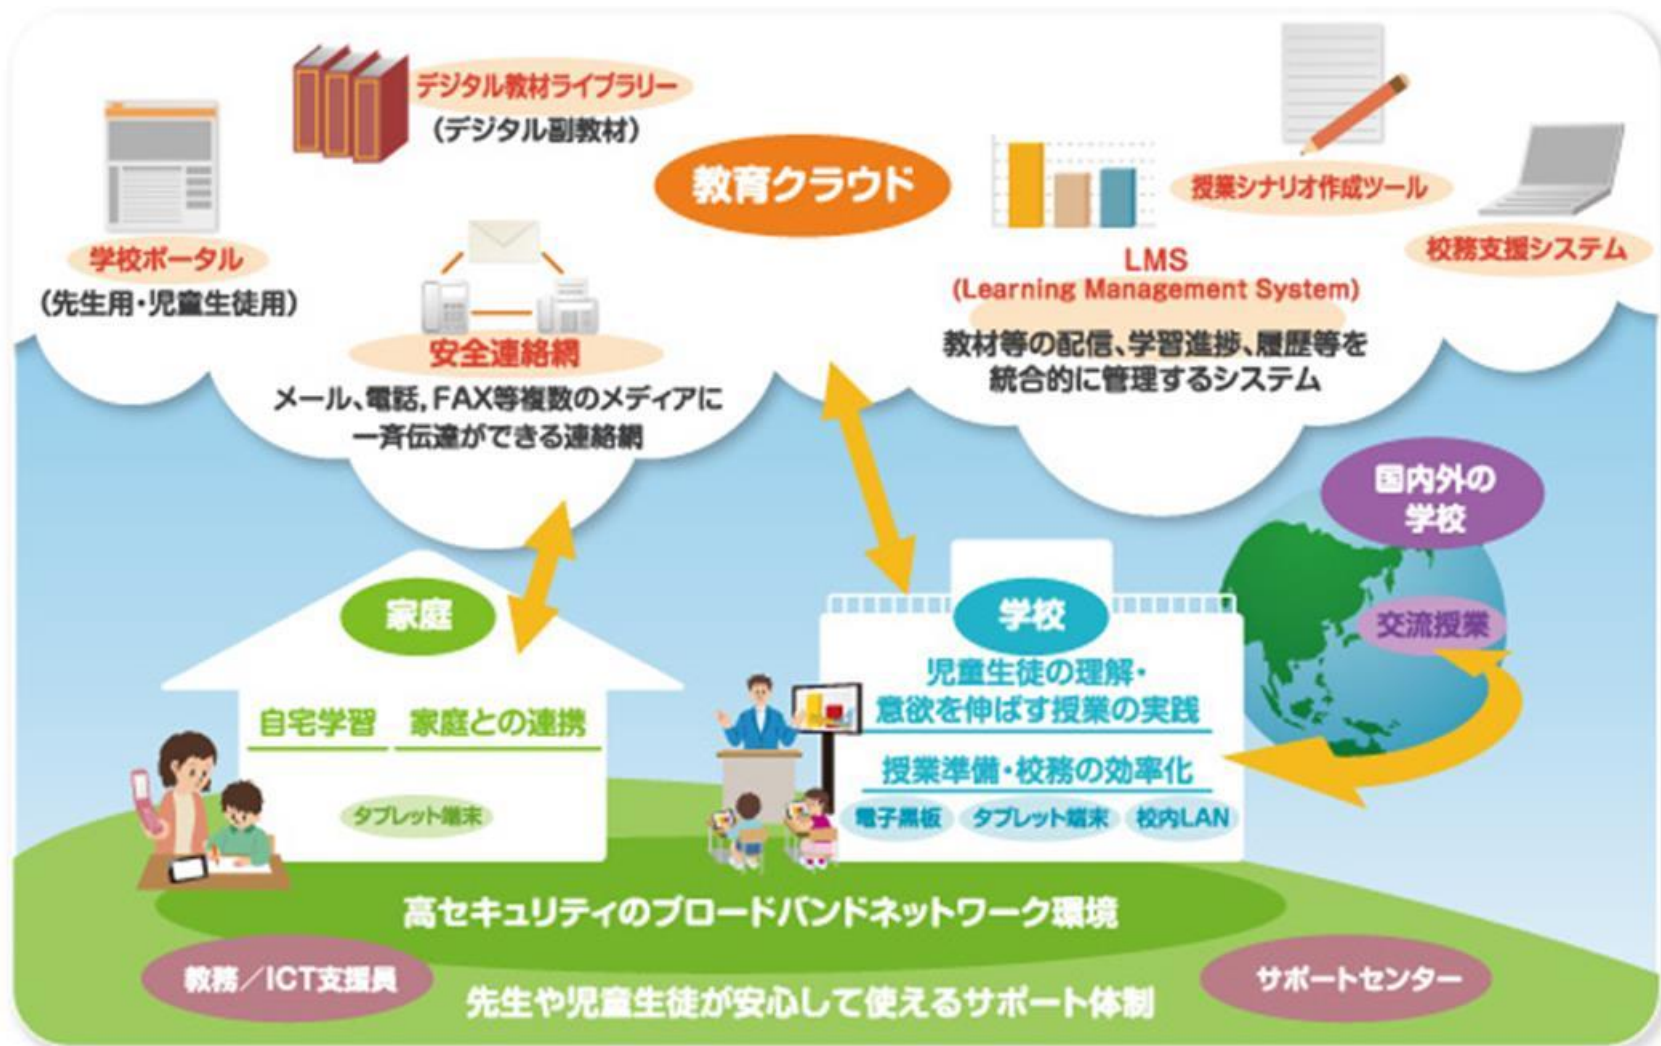 デジタル教材ライブラリー
(デジタル副教材)
教育クラウド
授業シナリオ作成ツール
学校ポータル
(先生用・児童生徒用)
校務支援システム
LMS
(Learning Management System)
教材等の配信、学習進捗、履歴等を
統合的に管理するシステム
安全連絡網
メール、電話,FAX等複数のメディアに
一斉伝達ができる連絡網
国内外の
学校
交流授業
家庭
自宅学習 家庭との連携
タブレット端末
学校
児童生徒の理解・
意欲を伸ばす授業の実践
授業準備・校務の効率化
電子黒板 タブレット端末 校内LAN
高セキュリティのブロードバンドネットワーク環境
教務/ICT支援員
先生や児童生徒が安心して使えるサポート体制
サポートセンター